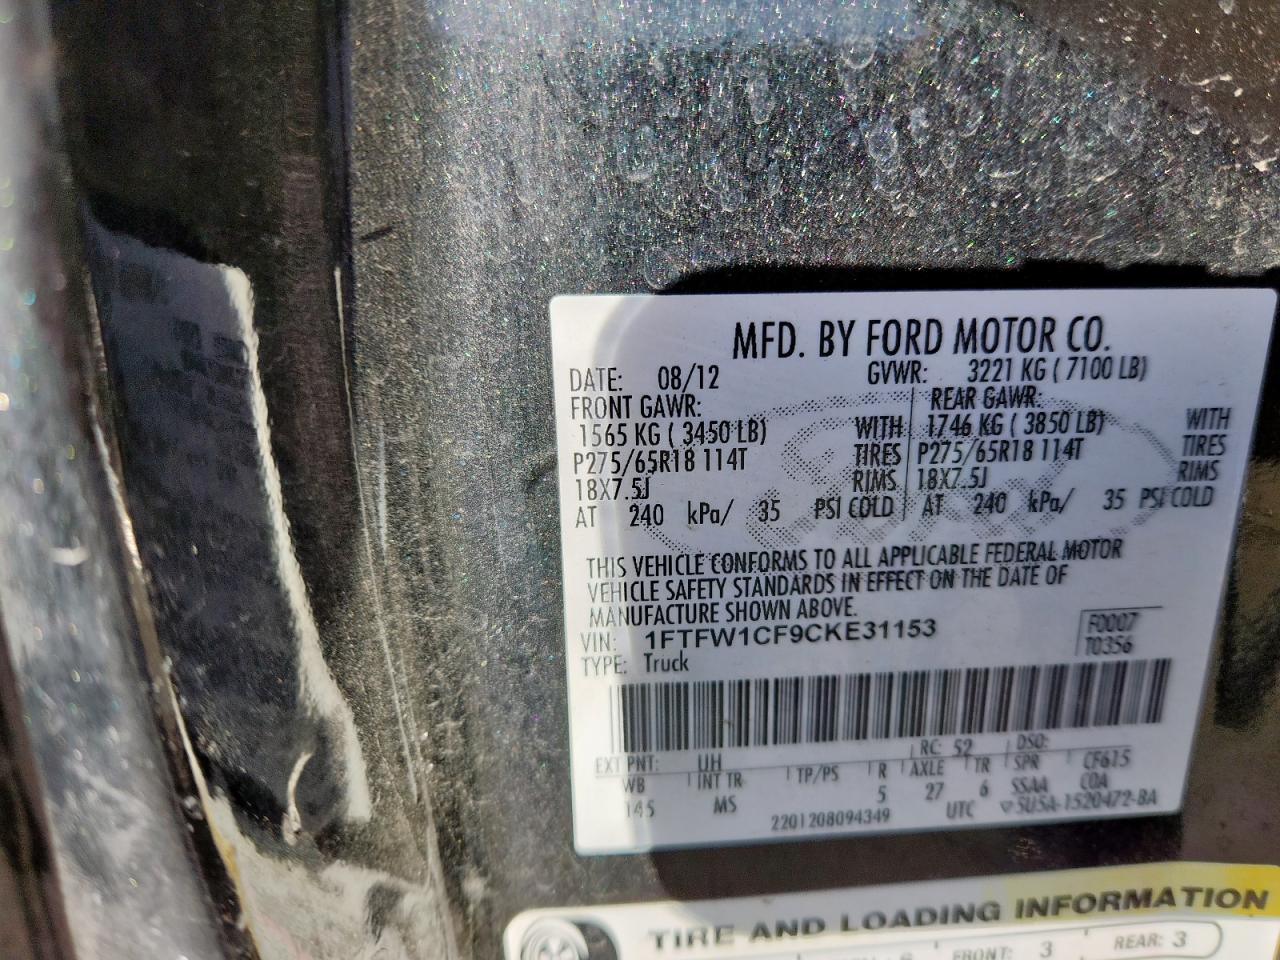 MFD. BY FORD MOTOR CO.
DATE: 08/12 GVWR: 3221 KG ( 7100 LB)
FRONT GAWR: REAR GAWR:
1565 KG ( 3450 LB) WITH 1746 KG ( 3850 LB) WITH
P275/65R18 114T TIRES P275/65R18 114T TIRES
18X7.5J RIMS 18X7.5J RIMS
AT 240 kPa/ 35 PSI COLD AT 240 kPa/ 35 PSI COLD
THIS VEHICLE CONFORMS TO ALL APPLICABLE FEDERAL MOTOR
VEHICLE SAFETY STANDARDS IN EFFECT ON THE DATE OF
MANUFACTURE SHOWN ABOVE.
VIN: 1FTFW1CF9CKE31153 F0007
TYPE: Truck T0356
EXT PNT: UH RC: 52 DSO:
WB INT TR TP/PS R AXLE TR SPR CF615
145 MS 5 27 6 SSAA COA
2201208094349 UTC ▽5U5A-1520472-BA
TIRE AND LOADING INFORMATION
FRONT: 3 REAR: 3